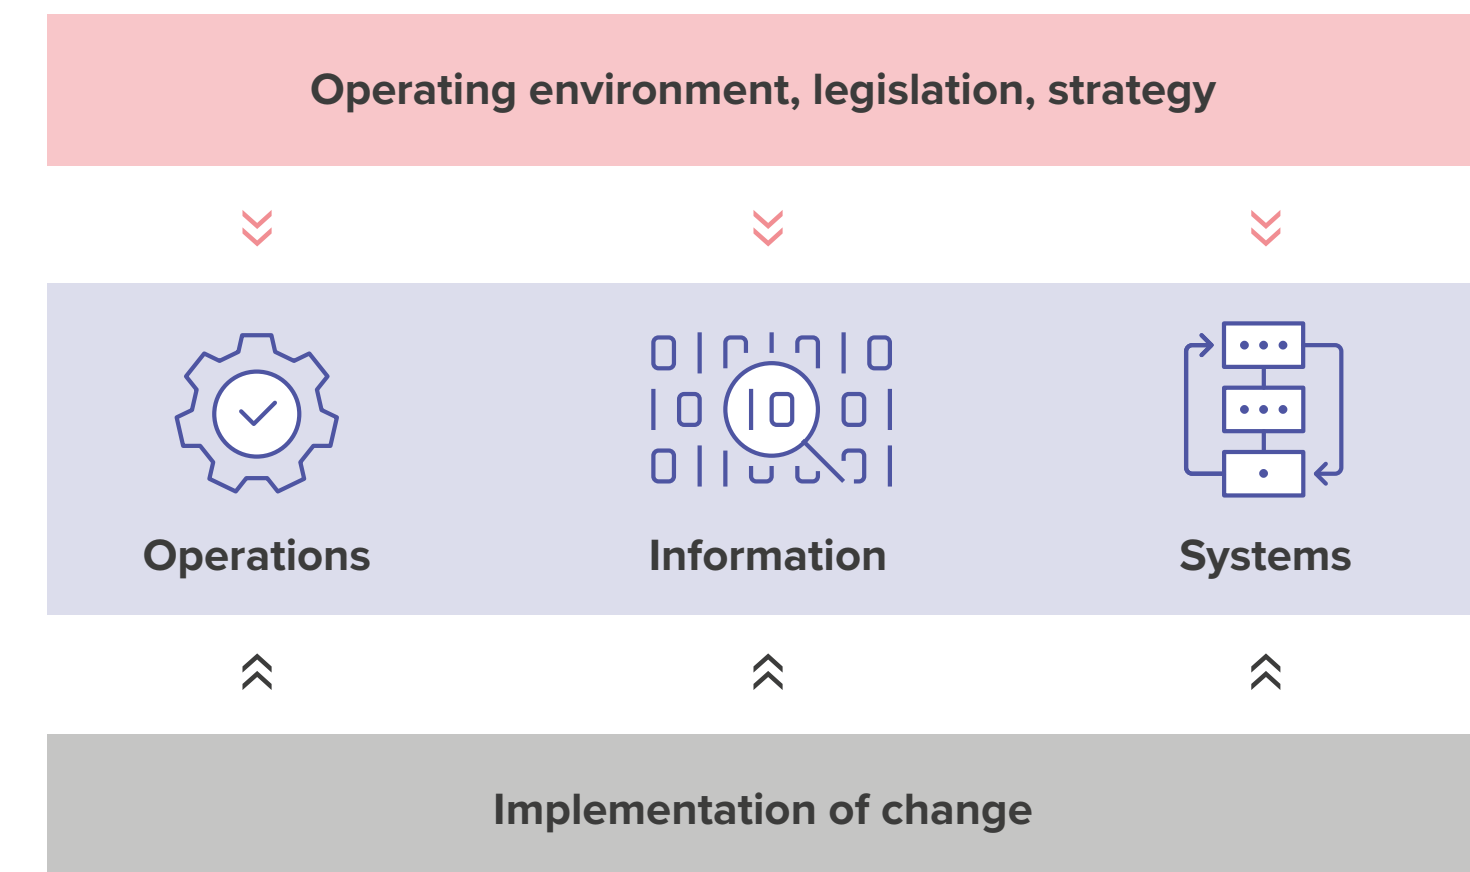 Operating environment, legislation, strategy
Operations
Information
Systems
Implementation of change